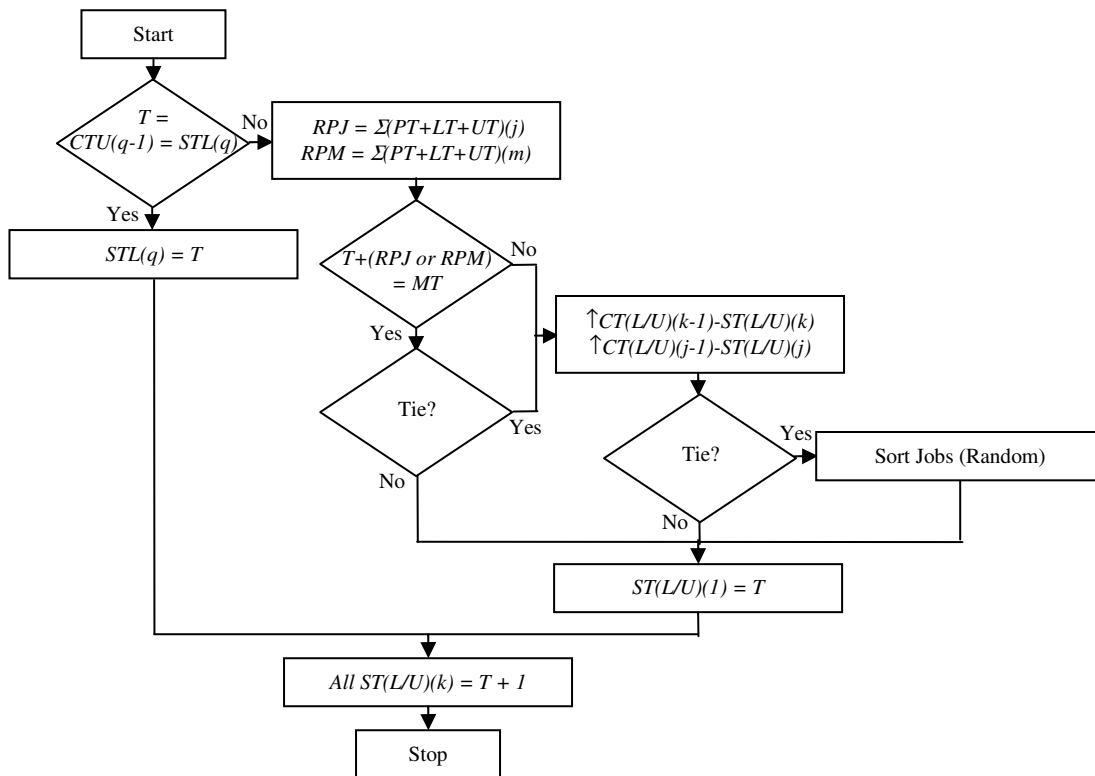 Start
T =
CTU(q-1) = STL(q)
No
RPJ = Σ(PT+LT+UT)(j)
RPM = Σ(PT+LT+UT)(m)
Yes
STL(q) = T
T+(RPJ or RPM)
= MT
No
↑CT(L/U)(k-1)-ST(L/U)(k)
↑CT(L/U)(j-1)-ST(L/U)(j)
Yes
Tie?
Yes
Tie?
Yes
Sort Jobs (Random)
No
No
ST(L/U)(1) = T
All ST(L/U)(k) = T + 1
Stop